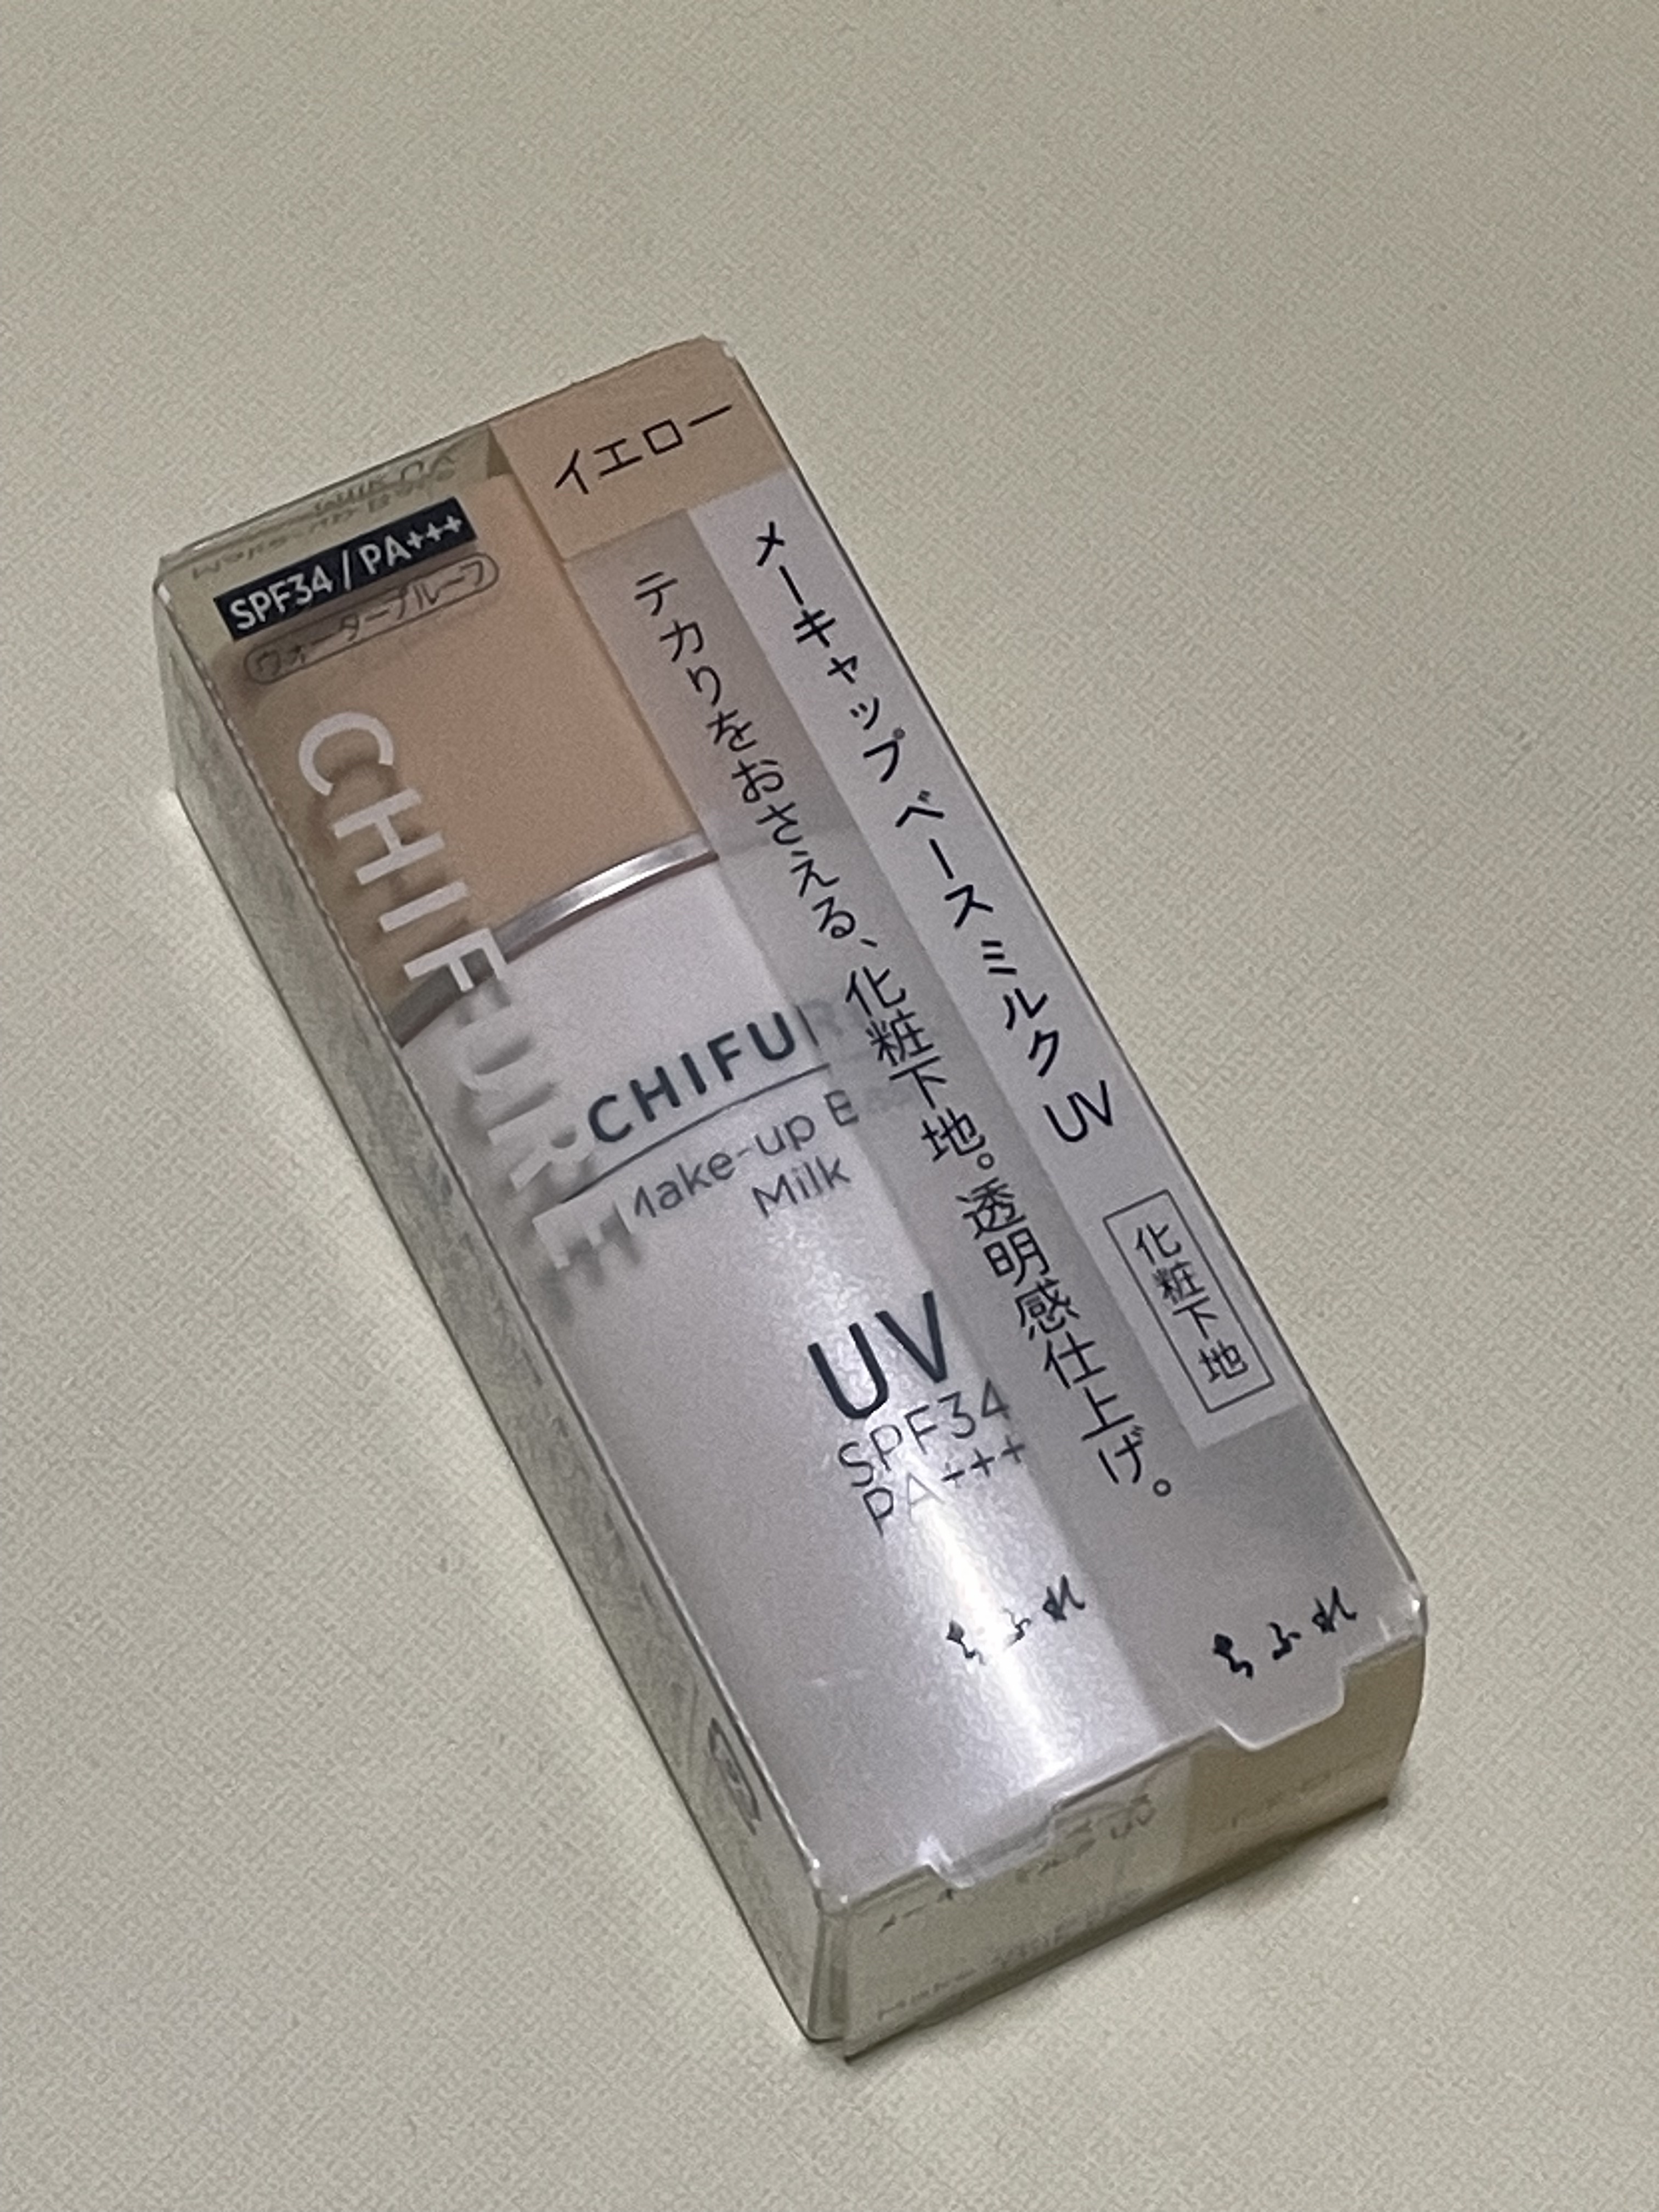 イエロー
SPF34 / PA+++
ウォータープルーフ
メーキャップ ベース ミルク UV
化粧下地
テカりをおさえる、化粧下地。透明感仕上げ。
CHIFURE
CHIFUR
Make-up B
Milk
UV
SPF34
PA+++
ちふれ
ちふれ